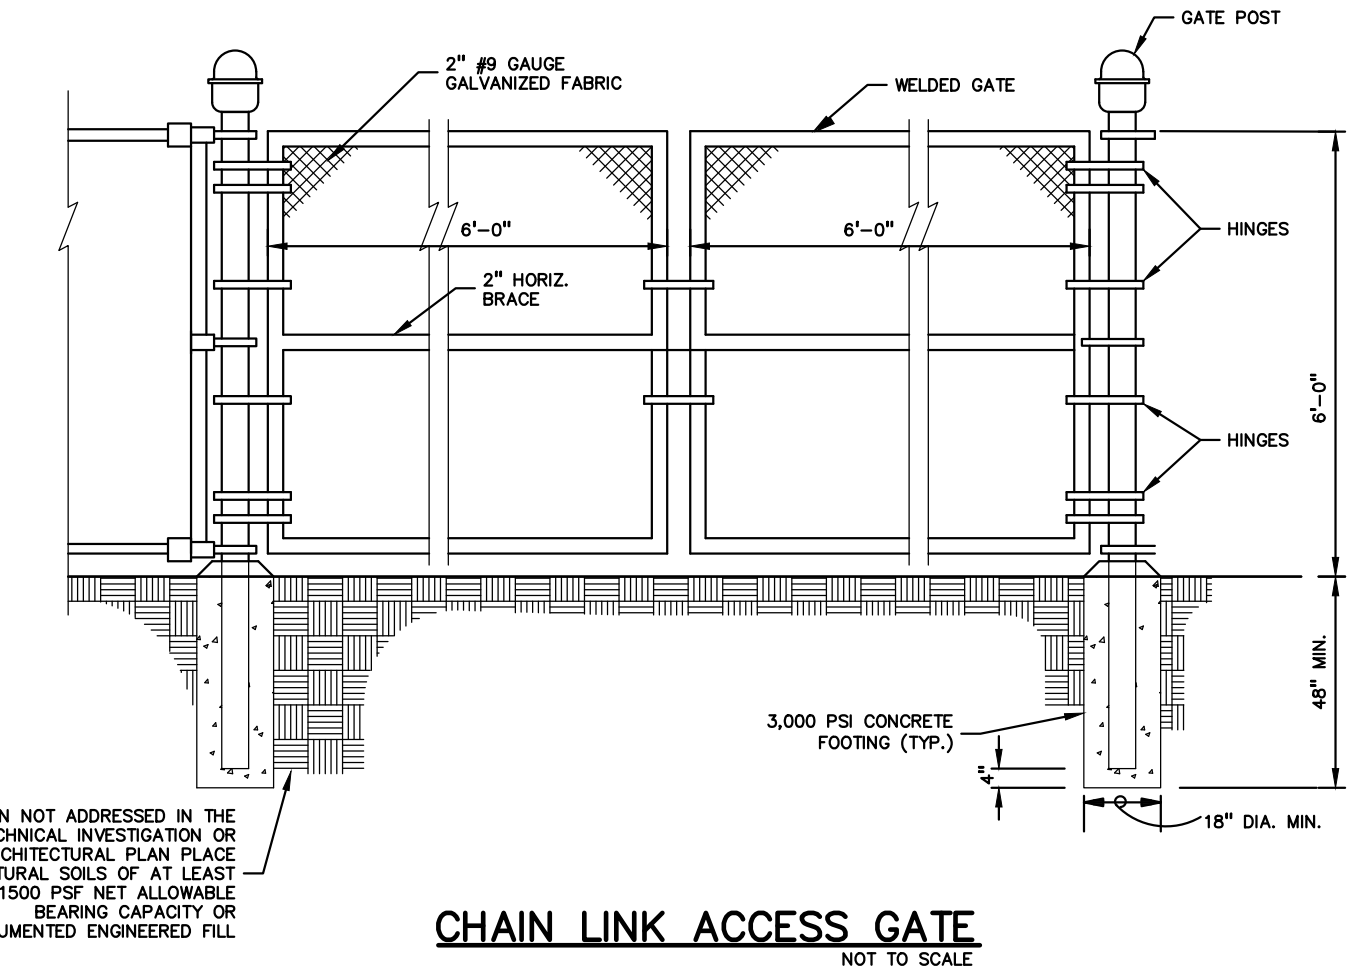 GATE POST
2" #9 GAUGE
GALVANIZED FABRIC
WELDED GATE
6'-0"
6'-0"
HINGES
2" HORIZ.
BRACE
6'-0"
HINGES
48" MIN.
3,000 PSI CONCRETE
FOOTING (TYP.)
4"
18" DIA. MIN.
N NOT ADDRESSED IN THE
CHNICAL INVESTIGATION OR
CHITECTURAL PLAN PLACE
TURAL SOILS OF AT LEAST
1500 PSF NET ALLOWABLE
BEARING CAPACITY OR
UMENTED ENGINEERED FILL
CHAIN LINK ACCESS GATE
NOT TO SCALE